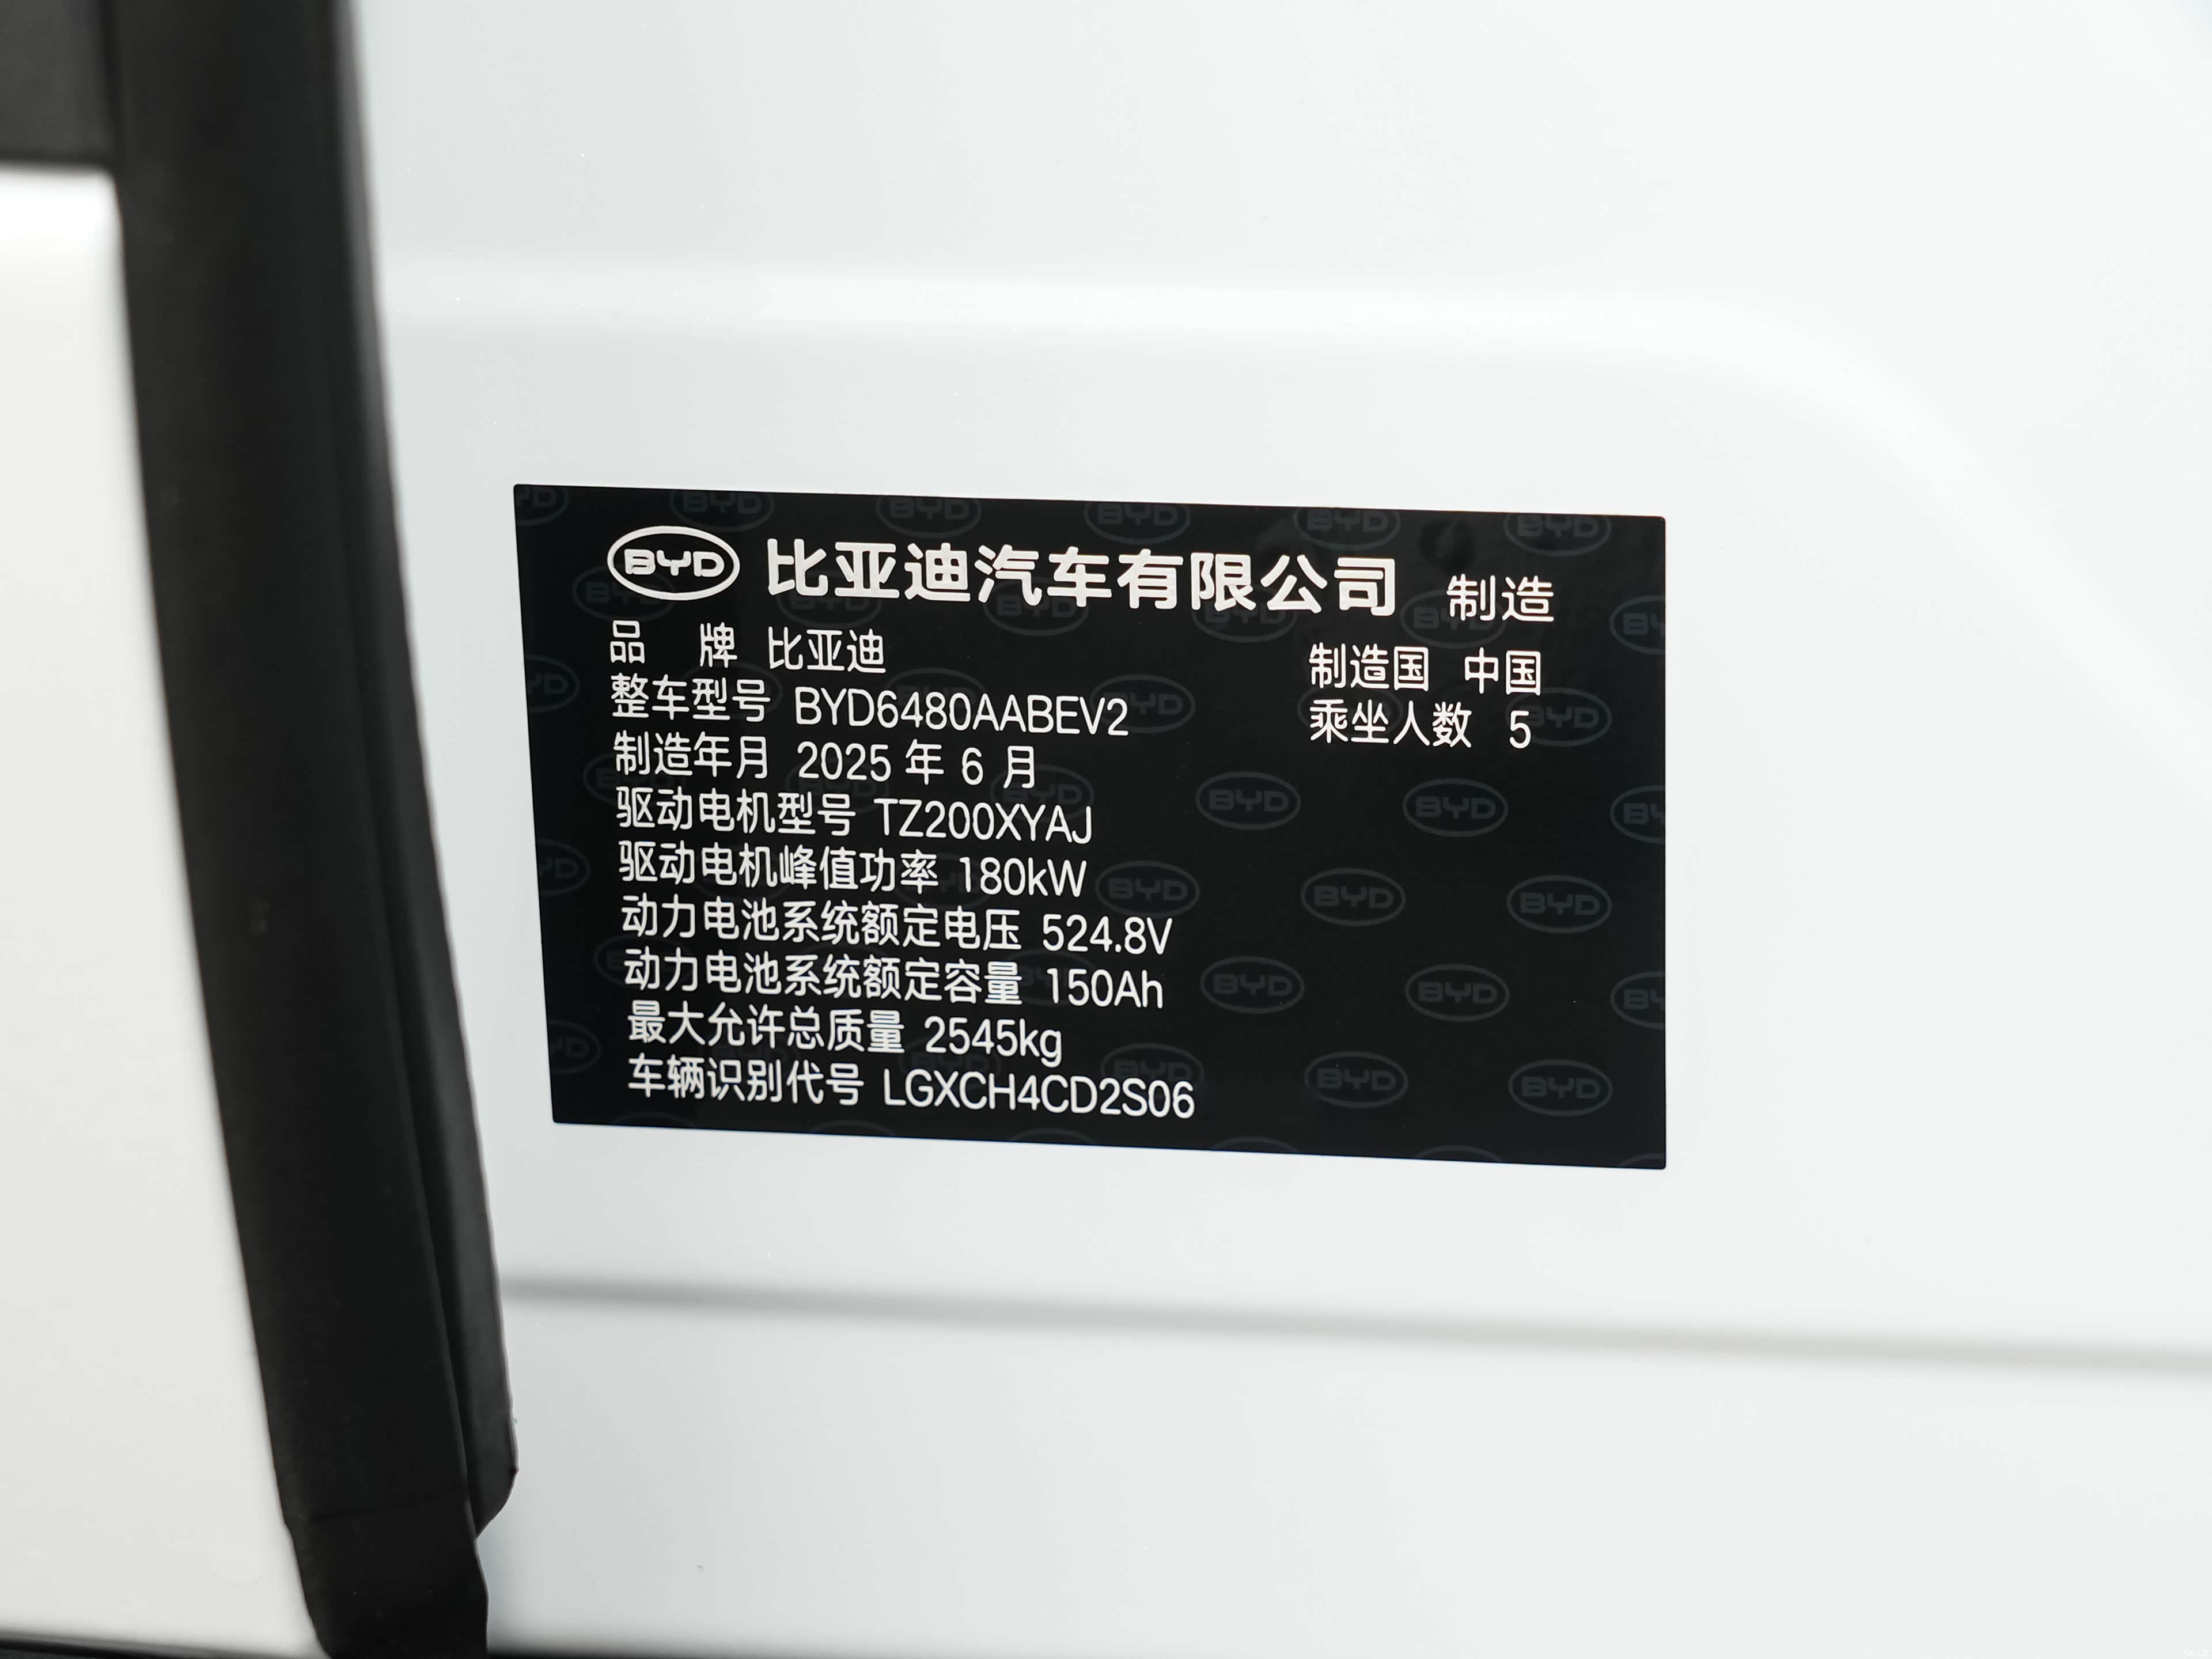 BYD 比亚迪汽车有限公司 制造
品 牌 比亚迪
制造国 中国
整车型号 BYD6480AABEV2
乘坐人数 5
制造年月 2025 年 6 月
驱动电机型号 TZ200XYAJ
驱动电机峰值功率 180kW
动力电池系统额定电压 524.8V
动力电池系统额定容量 150Ah
最大允许总质量 2545kg
车辆识别代号 LGXCH4CD2S06